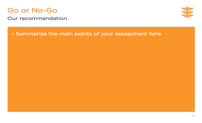 Go or No-Go
Our recommendation
• Summarize the main points of your assessment here